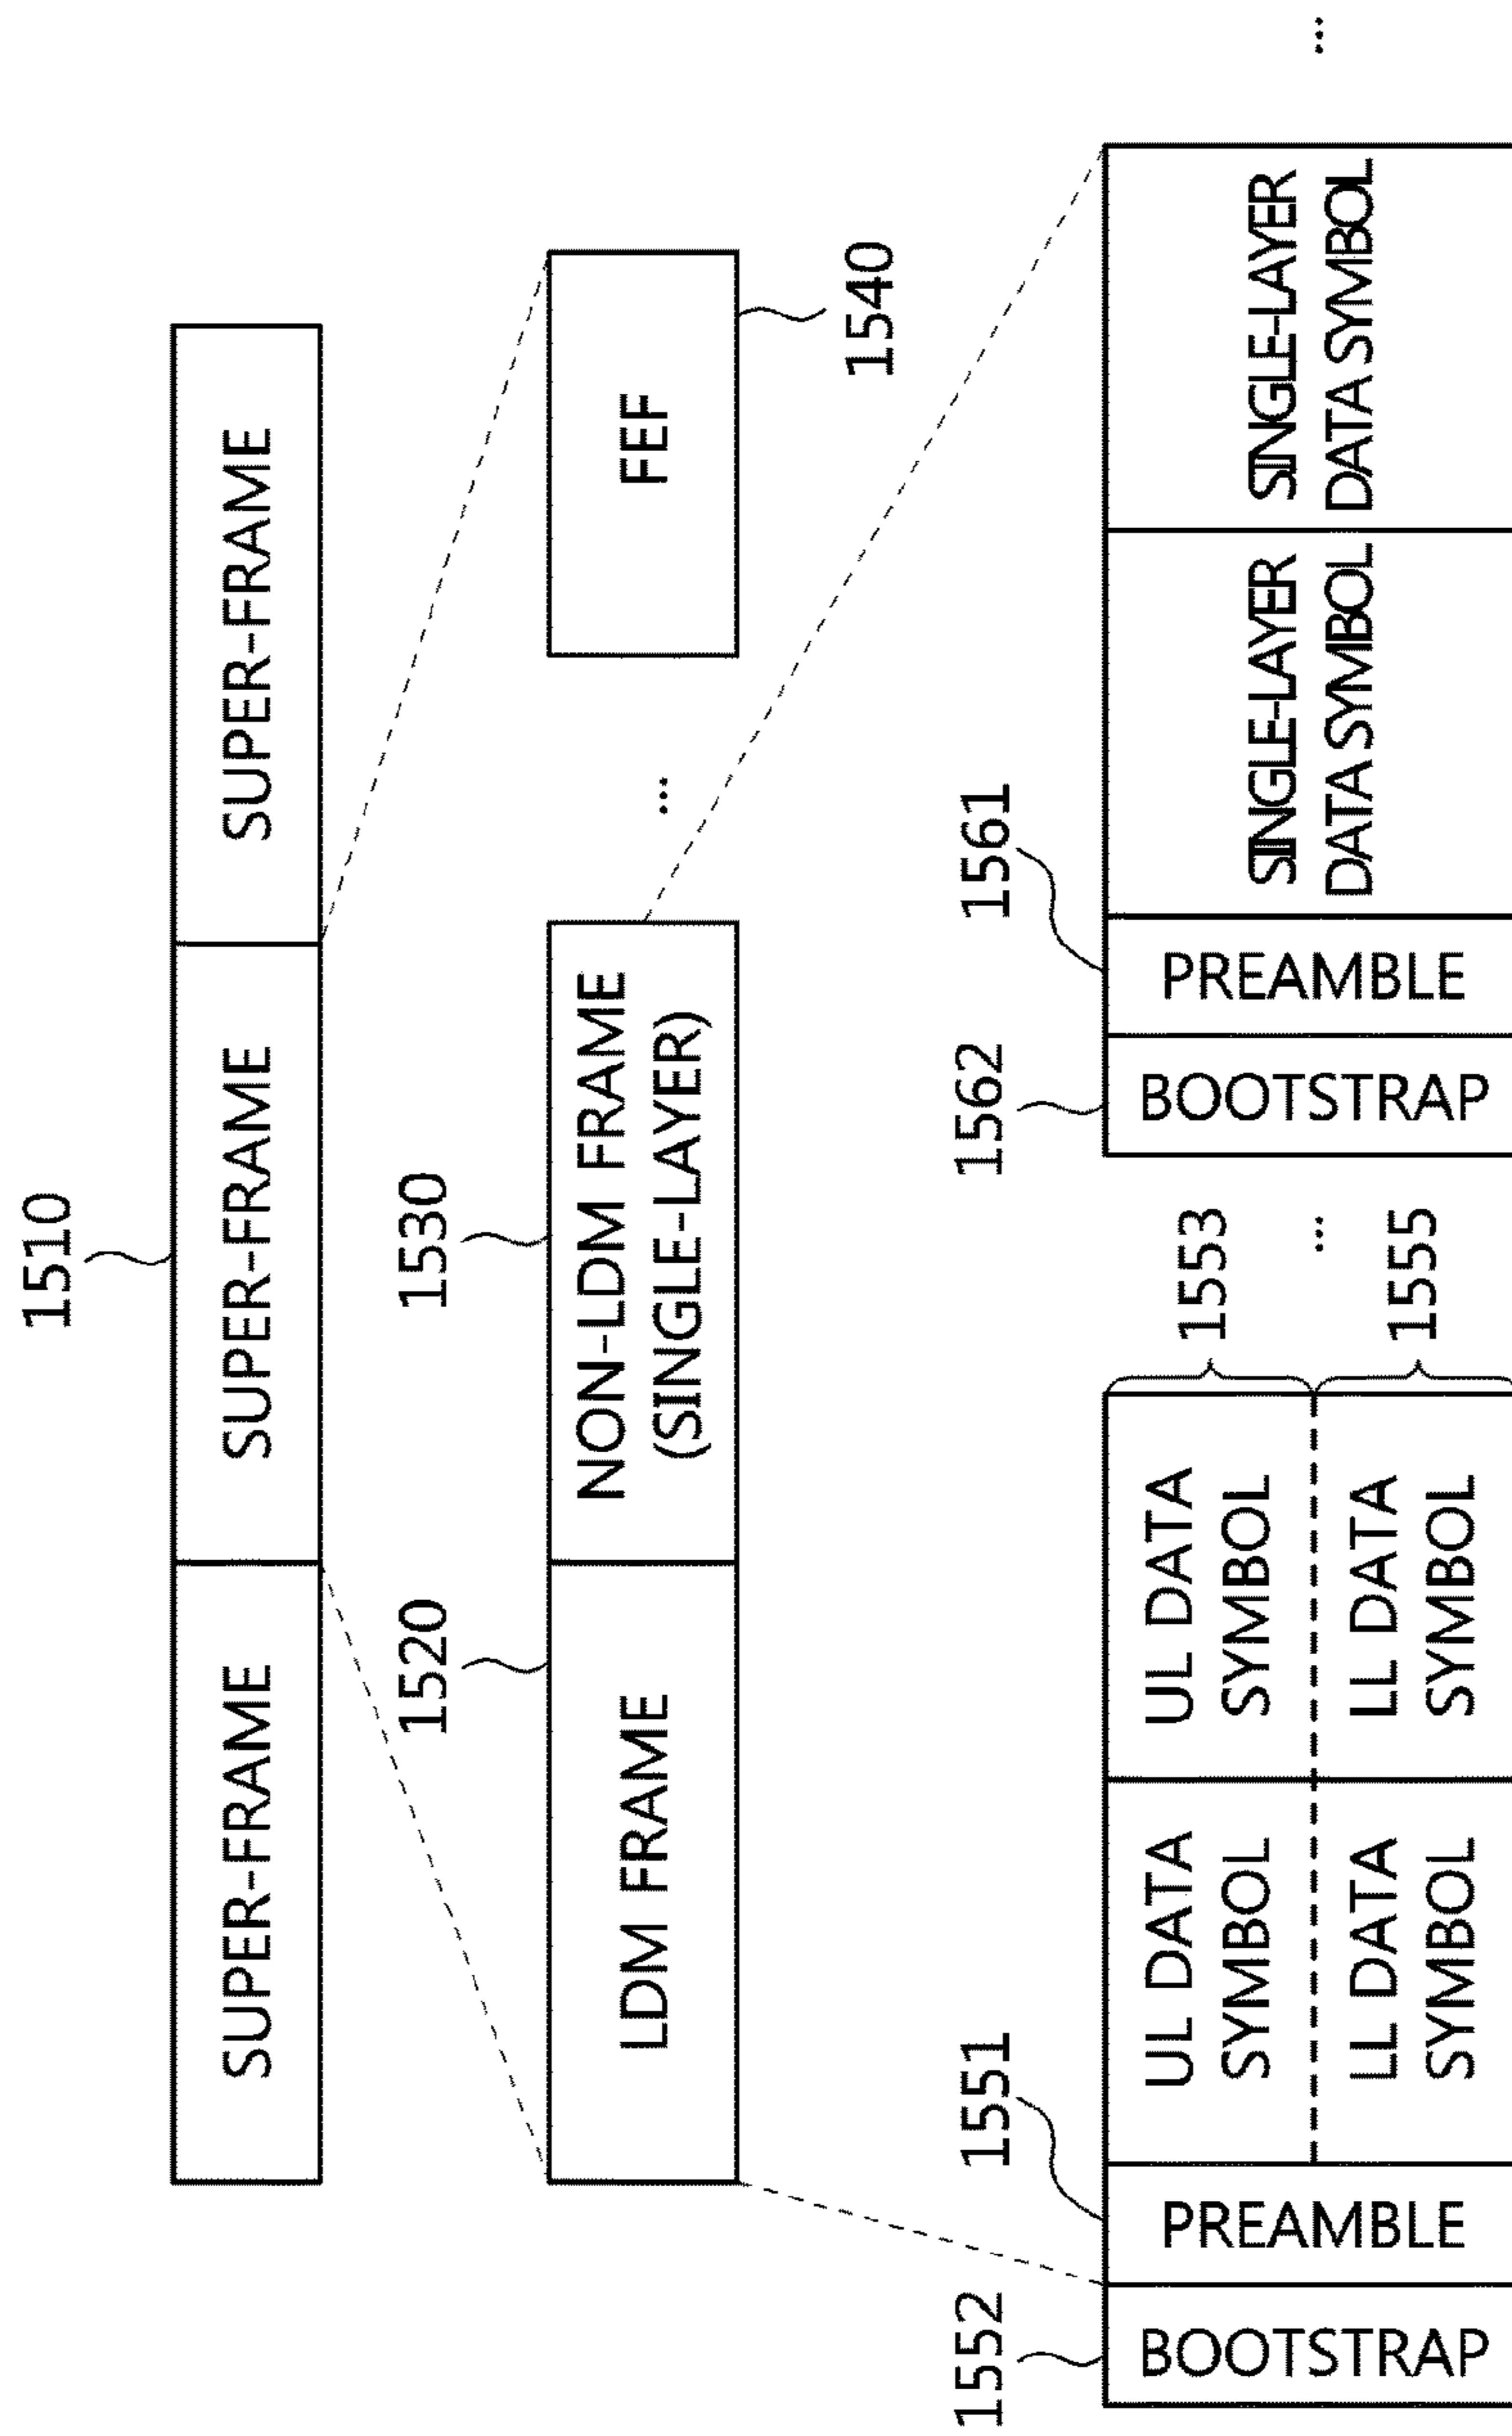 1510
SUPER-FRAME
SUPER-FRAME
SUPER-FRAME
1520
1530
LDM FRAME
NON-LDM FRAME
(SINGLE-LAYER)
...
FEF
1540
1552
1551
1562
1561
BOOTSTRAP
PREAMBLE
UL DATA
SYMBOL
UL DATA
SYMBOL
1553
LL DATA
SYMBOL
LL DATA
SYMBOL
1555
...
BOOTSTRAP
PREAMBLE
SINGLE-LAYER
DATA SYMBOL
SINGLE-LAYER
DATA SYMBOL
...